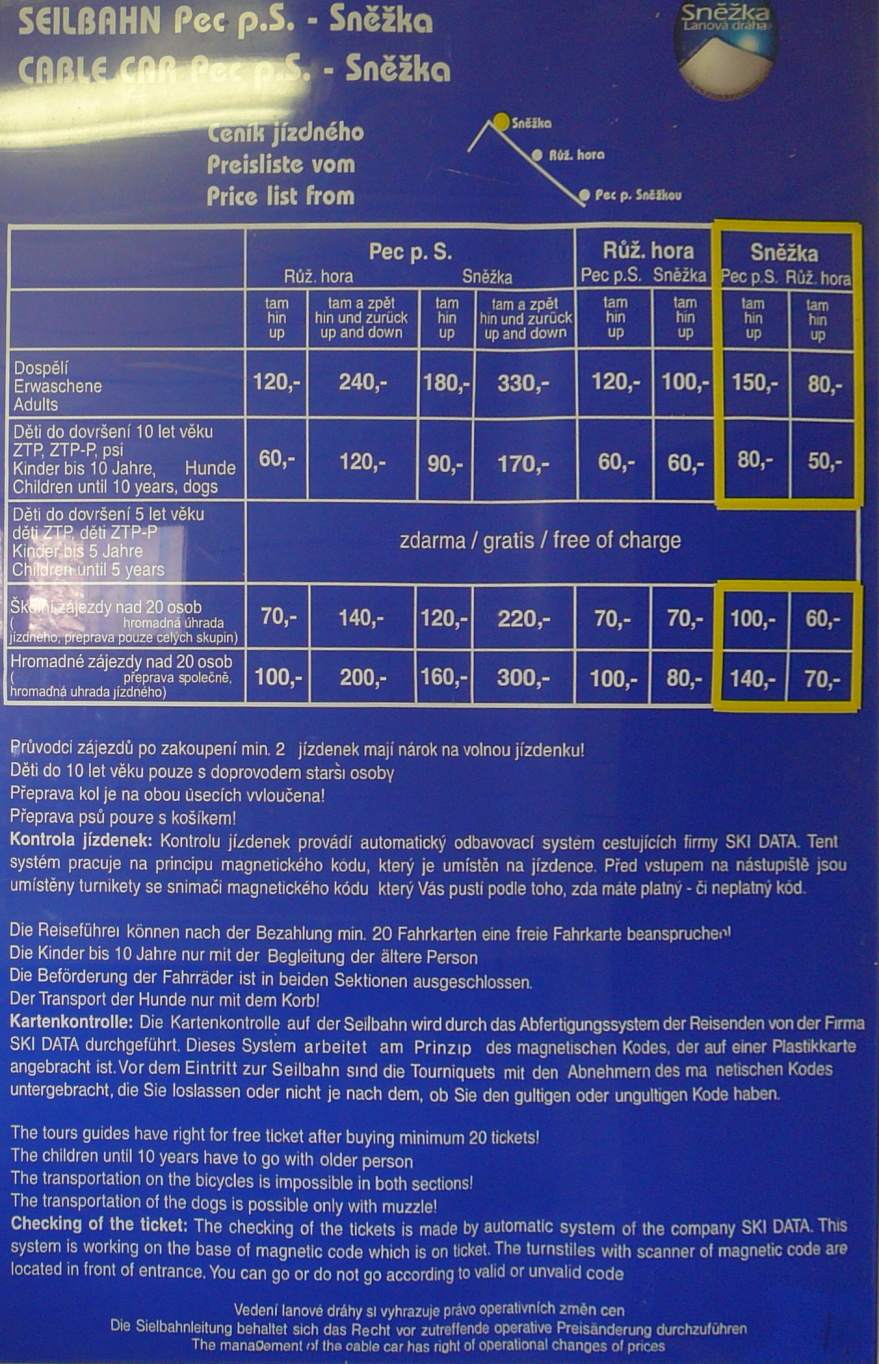 SEILBAHN Pec p.S. - Sněžka
CABLE CAR Pec p.S. - Sněžka
Sněžka
Lanová dráha
Ceník jízdného
Preisliste vom
Price list from
Sněžka
Růž. hora
Pec p. Sněžkou
Pec p. S. Růž. hora Sněžka
Růž. hora Sněžka Pec p.S. Sněžka Pec p.S. Růž. hora
tam tam a zpět tam tam a zpět tam tam tam tam
hin hin und zurück hin hin und zurück hin hin hin hin
up up and down up up and down up up up up
Dospělí
Erwaschene
Adults
120,- 240,- 180,- 330,- 120,- 100,- 150,- 80,-
Děti do dovršení 10 let věku
ZTP, ZTP-P, psi
Kinder bis 10 Jahre, Hunde
Children until 10 years, dogs
60,- 120,- 90,- 170,- 60,- 60,- 80,- 50,-
Děti do dovršení 5 let věku
děti ZTP, děti ZTP-P
Kinder bis 5 Jahre
Children until 5 years
zdarma / gratis / free of charge
Školní zájezdy nad 20 osob
( hromadná úhrada
jízdného, přeprava pouze celých skupin)
70,- 140,- 120,- 220,- 70,- 70,- 100,- 60,-
Hromadné zájezdy nad 20 osob
( přeprava společně,
hromadná uhrada jízdného)
100,- 200,- 160,- 300,- 100,- 80,- 140,- 70,-
Průvodci zájezdů po zakoupení min. 2 jízdenek mají nárok na volnou jízdenku!
Děti do 10 let věku pouze s doprovodem starší osoby
Přeprava kol je na obou úsecích vyloučena!
Přeprava psů pouze s košíkem!
Kontrola jízdenek: Kontrolu jízdenek provádí automatický odbavovací systém cestujících firmy SKI DATA. Tent
systém pracuje na principu magnetického kódu, který je umístěn na jízdence. Před vstupem na nástupiště jsou
umístěny turnikety se snimači magnetického kódu který Vás pustí podle toho, zda máte platný - či neplatný kód.
Die Reiseführer können nach der Bezahlung min. 20 Fahrkarten eine freie Fahrkarte beanspruchen!
Die Kinder bis 10 Jahre nur mit der Begleitung der ältere Person
Die Beförderung der Fahrräder ist in beiden Sektionen ausgeschlossen.
Der Transport der Hunde nur mit dem Korb!
Kartenkontrolle: Die Kartenkontrolle auf der Seilbahn wird durch das Abfertigungssystem der Reisenden von der Firma
SKI DATA durchgeführt. Dieses System arbeitet am Prinzip des magnetischen Kodes, der auf einer Plastikkarte
angebracht ist. Vor dem Eintritt zur Seilbahn sind die Tourniquets mit den Abnehmern des ma netischen Kodes
untergebracht, die Sie loslassen oder nicht je nach dem, ob Sie den gultigen oder ungultigen Kode haben.
The tours guides have right for free ticket after buying minimum 20 tickets!
The children until 10 years have to go with older person
The transportation on the bicycles is impossible in both sections!
The transportation of the dogs is possible only with muzzle!
Checking of the ticket: The checking of the tickets is made by automatic system of the company SKI DATA. This
system is working on the base of magnetic code which is on ticket. The turnstiles with scanner of magnetic code are
located in front of entrance. You can go or do not go according to valid or unvalid code
Vedení lanové dráhy si vyhrazuje právo operativních změn cen
Die Sielbahnleitung behaltet sich das Recht vor zutreffende operative Preisänderung durchzuführen
The management of the cable car has right of operational changes of prices